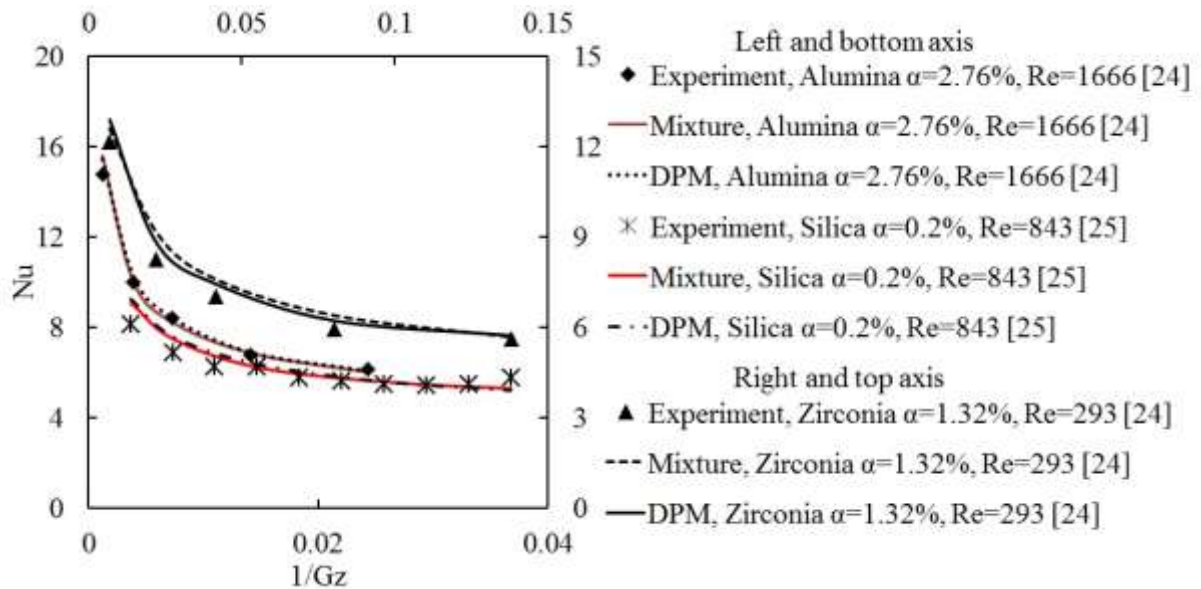 0 0.05 0.1 0.15
20 15
16 12
12 9
8 6
4 3
0 0
0 0.02 0.04
Nu
1/Gz
Left and bottom axis
Experiment, Alumina α=2.76%, Re=1666 [24]
Mixture, Alumina α=2.76%, Re=1666 [24]
DPM, Alumina α=2.76%, Re=1666 [24]
Experiment, Silica α=0.2%, Re=843 [25]
Mixture, Silica α=0.2%, Re=843 [25]
DPM, Silica α=0.2%, Re=843 [25]
Right and top axis
Experiment, Zirconia α=1.32%, Re=293 [24]
Mixture, Zirconia α=1.32%, Re=293 [24]
DPM, Zirconia α=1.32%, Re=293 [24]